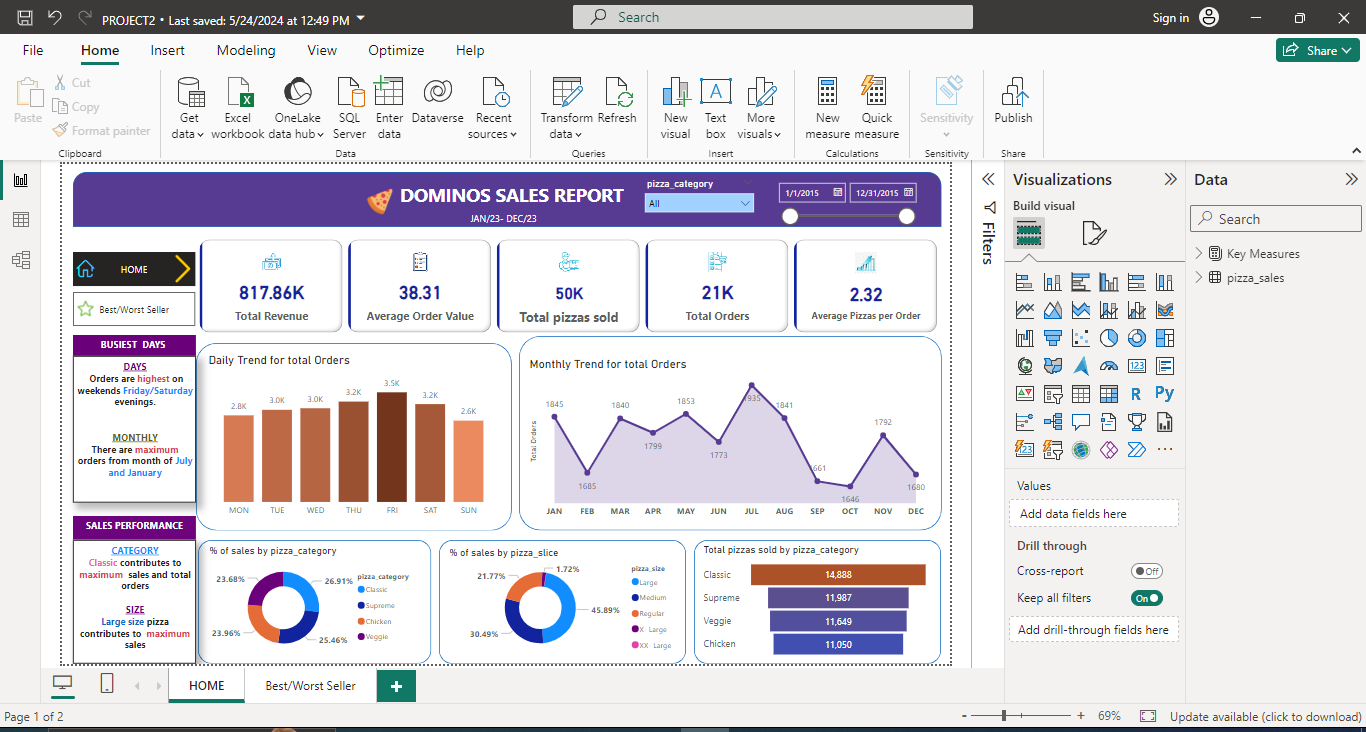 PROJECT2 • Last saved: 5/24/2024 at 12:49 PM
Search
Sign in
File Home Insert Modeling View Optimize Help
Share
Paste
Cut
Copy
Format painter
Clipboard
Get data
Excel workbook
OneLake data hub
SQL Server
Enter data
Dataverse
Recent sources
Data
Transform data
Refresh
Queries
New visual
Text box
More visuals
Insert
New measure
Quick measure
Calculations
Sensitivity
Sensitivity
Publish
Share
DOMINOS SALES REPORT
JAN/23- DEC/23
pizza_category
All
1/1/2015
12/31/2015
HOME
Best/Worst Seller
817.86K
Total Revenue
38.31
Average Order Value
50K
Total pizzas sold
21K
Total Orders
2.32
Average Pizzas per Order
BUSIEST DAYS
DAYS
Orders are highest on
weekends Friday/Saturday
evenings.
MONTHLY
There are maximum
orders from month of July
and January
SALES PERFORMANCE
CATEGORY
Classic contributes to
maximum sales and total
orders
SIZE
Large size pizza
contributes to maximum
sales
Daily Trend for total Orders
2.8K 3.0K 3.0K 3.2K 3.5K 3.2K 2.6K
MON TUE WED THU FRI SAT SUN
Monthly Trend for total Orders
Total Orders
1845 1685 1840 1799 1853 1773 1935 1841 1661 1646 1792 1680
JAN FEB MAR APR MAY JUN JUL AUG SEP OCT NOV DEC
% of sales by pizza_category
23.68%
26.91%
23.96%
25.46%
pizza_category
Classic
Supreme
Chicken
Veggie
% of sales by pizza_slice
21.77%
1.72%
45.89%
30.49%
pizza_size
Large
Medium
Regular
X- Large
XX- Large
Total pizzas sold by pizza_category
Classic 14,888
Supreme 11,987
Veggie 11,649
Chicken 11,050
Filters
Visualizations
Build visual
R
Py
123
123
Values
Add data fields here
Drill through
Cross-report
Off
Keep all filters
On
Add drill-through fields here
Data
Search
Key Measures
pizza_sales
HOME
Best/Worst Seller
+
Page 1 of 2
- + 69%
Update available (click to download)